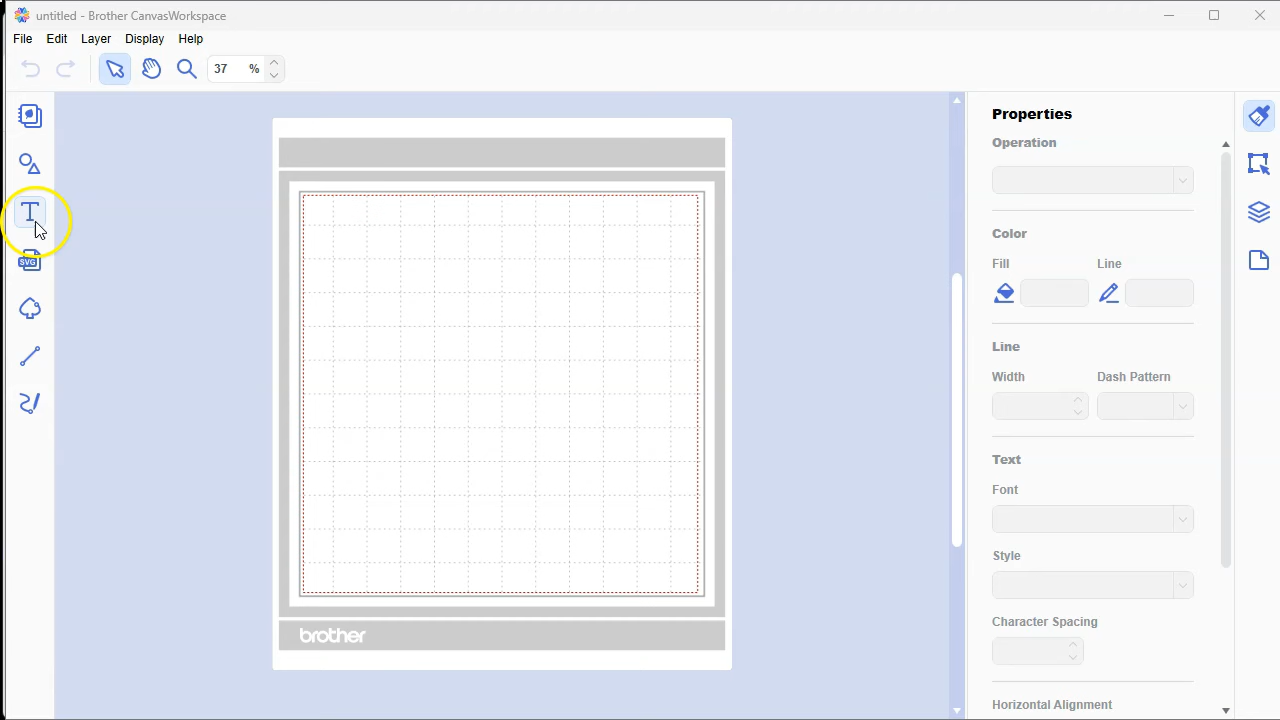 untitled - Brother CanvasWorkspace
File Edit Layer Display Help
37 %
T
SVG
brother
Properties
Operation
Color
Fill Line
Line
Width Dash Pattern
Text
Font
Style
Character Spacing
Horizontal Alignment